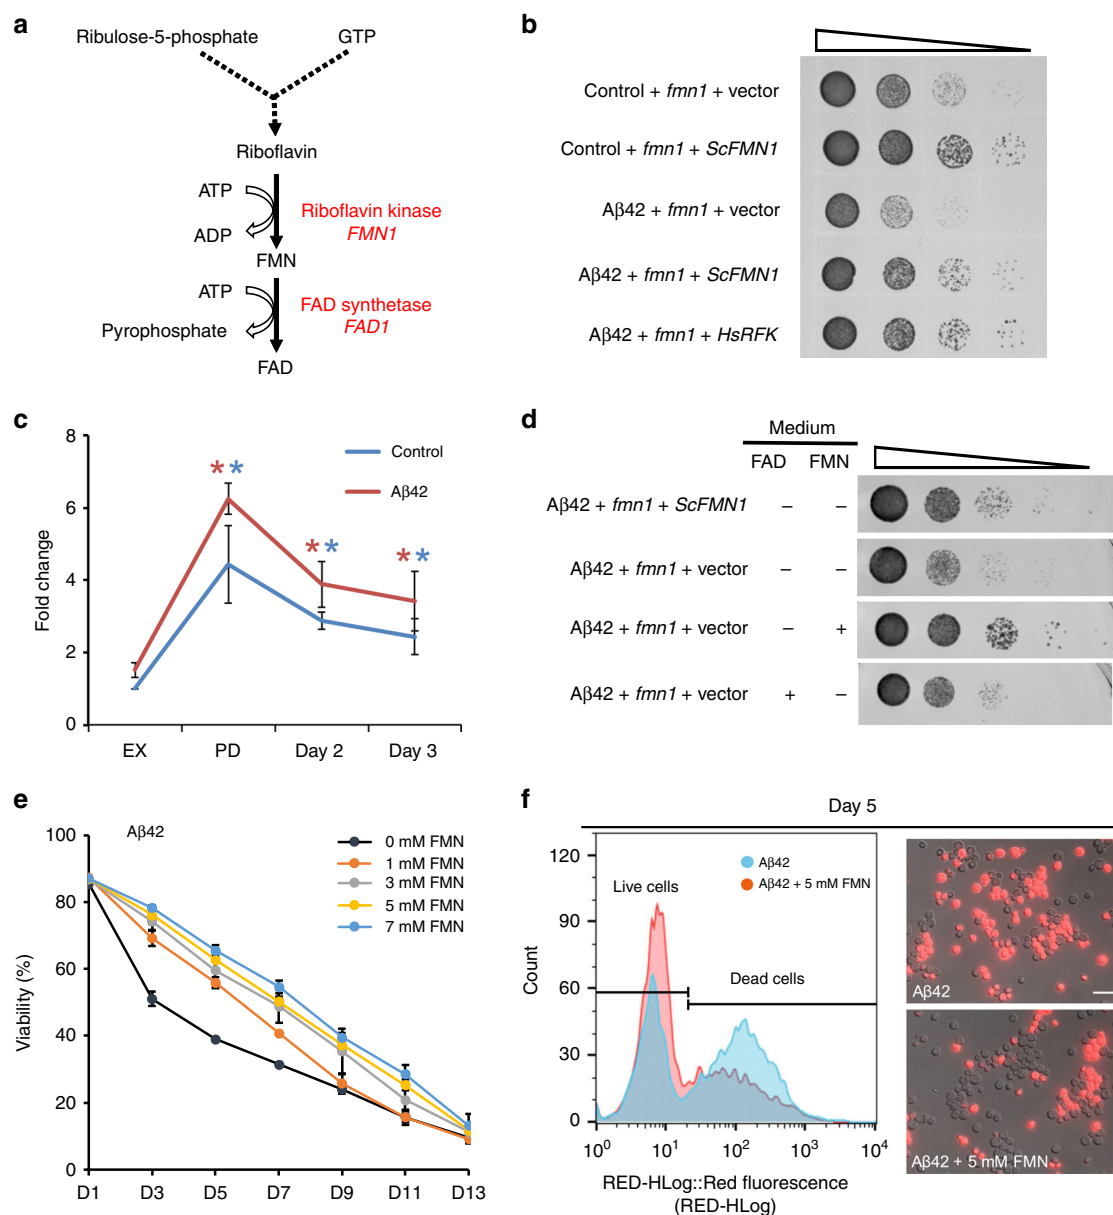 a
Ribulose-5-phosphate
GTP
Riboflavin
ATP
ADP
Riboflavin kinase
FMN1
FMN
ATP
Pyrophosphate
FAD synthetase
FAD1
FAD
b
Control + fmn1 + vector
Control + fmn1 + ScFMN1
Aβ42 + fmn1 + vector
Aβ42 + fmn1 + ScFMN1
Aβ42 + fmn1 + HsRFK
c
8
6
4
2
0
Fold change
Control
Aβ42
* *
* *
* *
EX PD Day 2 Day 3
d
Medium
FAD FMN
Aβ42 + fmn1 + ScFMN1 – –
Aβ42 + fmn1 + vector – –
Aβ42 + fmn1 + vector – +
Aβ42 + fmn1 + vector + –
e
Aβ42
100
80
60
40
20
0
Viability (%)
0 mM FMN
1 mM FMN
3 mM FMN
5 mM FMN
7 mM FMN
D1 D3 D5 D7 D9 D11 D13
f
Day 5
120
90
60
30
0
Count
Aβ42
Aβ42 + 5 mM FMN
Live cells
Dead cells
10⁰ 10¹ 10² 10³ 10⁴
RED-HLog::Red fluorescence
(RED-HLog)
Aβ42
Aβ42 + 5 mM FMN